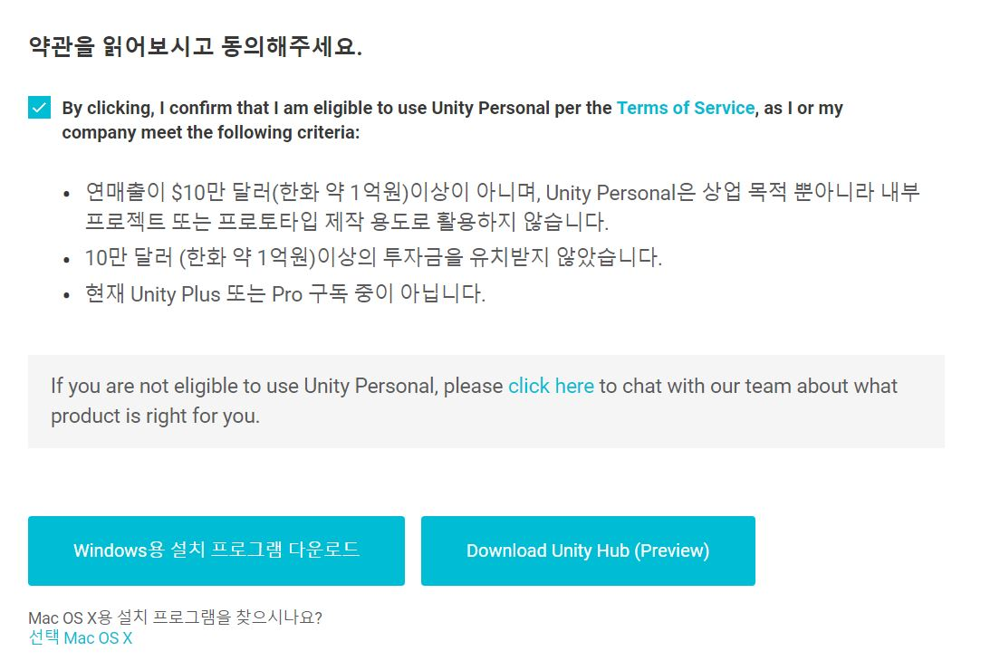 약관을 읽어보시고 동의해주세요.
By clicking, I confirm that I am eligible to use Unity Personal per the Terms of Service, as I or my
company meet the following criteria:
• 연매출이 $10만 달러(한화 약 1억원)이상이 아니며, Unity Personal은 상업 목적 뿐아니라 내부
프로젝트 또는 프로토타입 제작 용도로 활용하지 않습니다.
• 10만 달러 (한화 약 1억원)이상의 투자금을 유치받지 않았습니다.
• 현재 Unity Plus 또는 Pro 구독 중이 아닙니다.
If you are not eligible to use Unity Personal, please click here to chat with our team about what
product is right for you.
Windows용 설치 프로그램 다운로드
Download Unity Hub (Preview)
Mac OS X용 설치 프로그램을 찾으시나요?
선택 Mac OS X